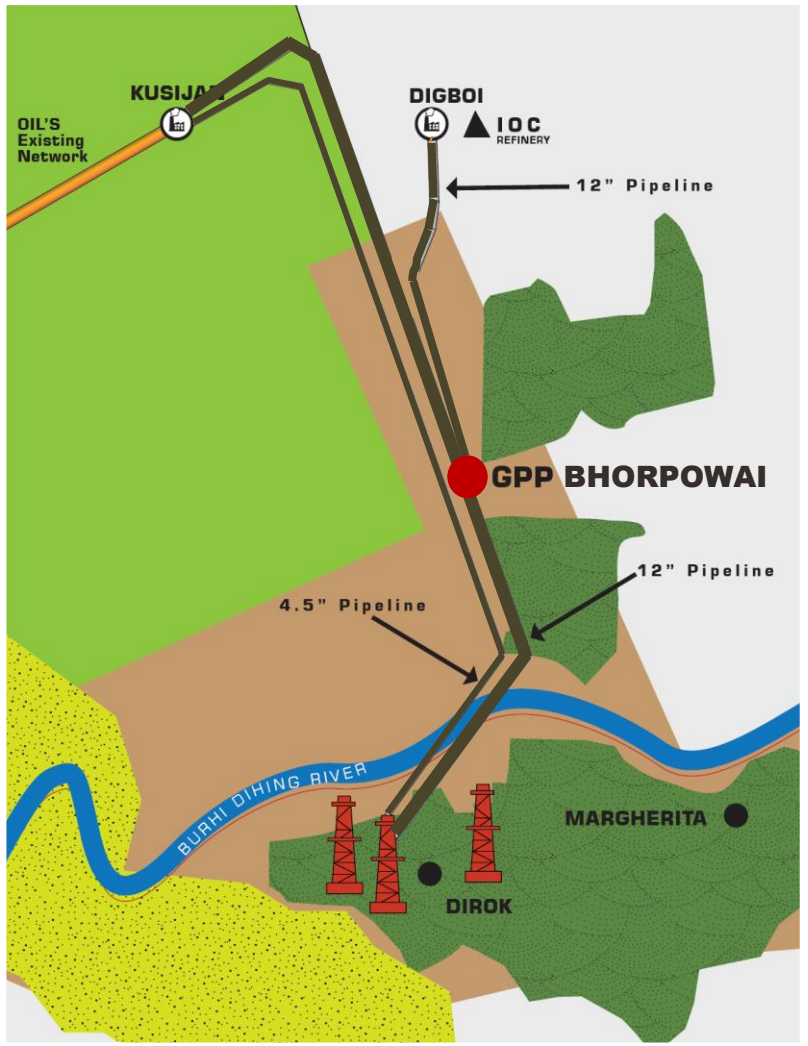 KUSIJAN
DIGBOI
OIL'S
Existing
Network
IOC
REFINERY
12” Pipeline
GPP BHORPOWAI
12” Pipeline
4.5” Pipeline
BURHI DIHING RIVER
MARGHERITA
DIROK